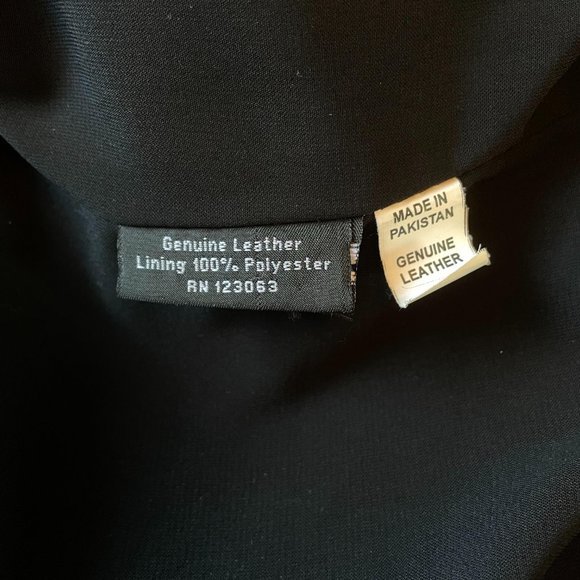 Genuine Leather
Lining 100% Polyester
RN 123063
MADE IN
PAKISTAN
GENUINE
LEATHER